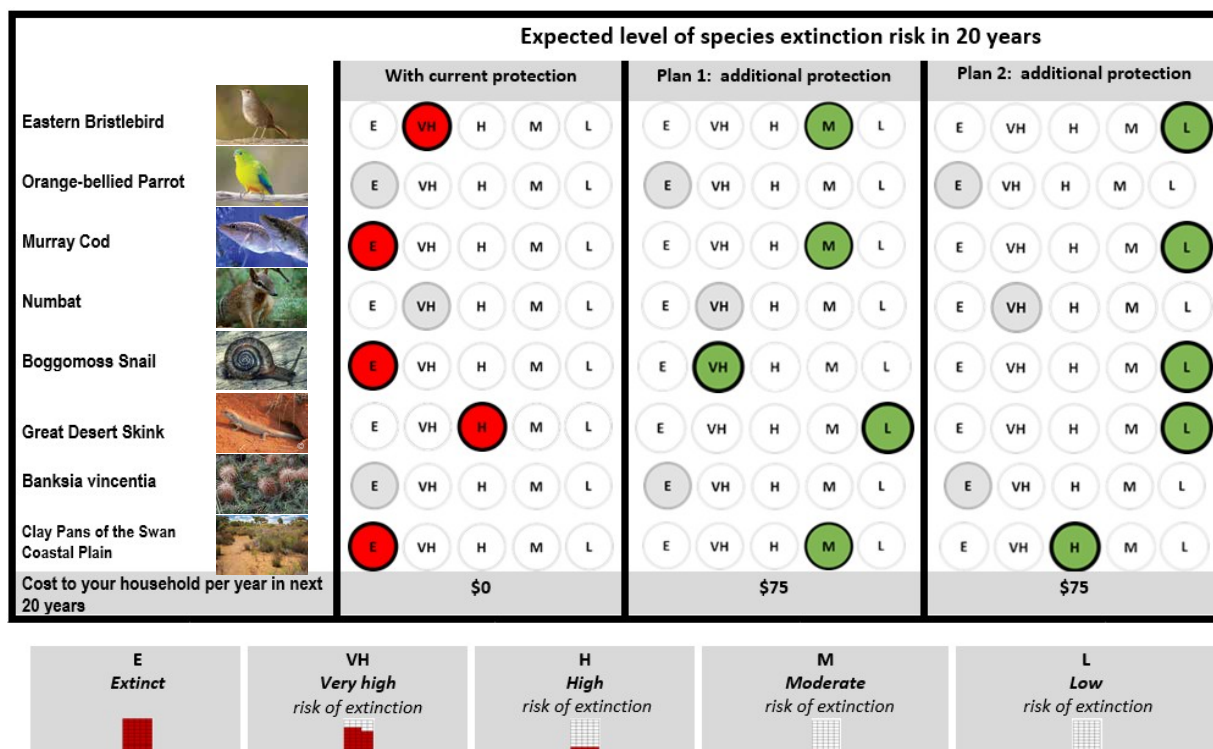 Expected level of species extinction risk in 20 years
With current protection
Plan 1: additional protection
Plan 2: additional protection
Eastern Bristlebird
E VH H M L
E VH H M L
E VH H M L
Orange-bellied Parrot
E VH H M L
E VH H M L
E VH H M L
Murray Cod
E VH H M L
E VH H M L
E VH H M L
Numbat
E VH H M L
E VH H M L
E VH H M L
Boggomoss Snail
E VH H M L
E VH H M L
E VH H M L
Great Desert Skink
E VH H M L
E VH H M L
E VH H M L
Banksia vincentia
E VH H M L
E VH H M L
E VH H M L
Clay Pans of the Swan
Coastal Plain
E VH H M L
E VH H M L
E VH H M L
Cost to your household per year in next
20 years
$0
$75
$75
E
Extinct
VH
Very high
risk of extinction
H
High
risk of extinction
M
Moderate
risk of extinction
L
Low
risk of extinction